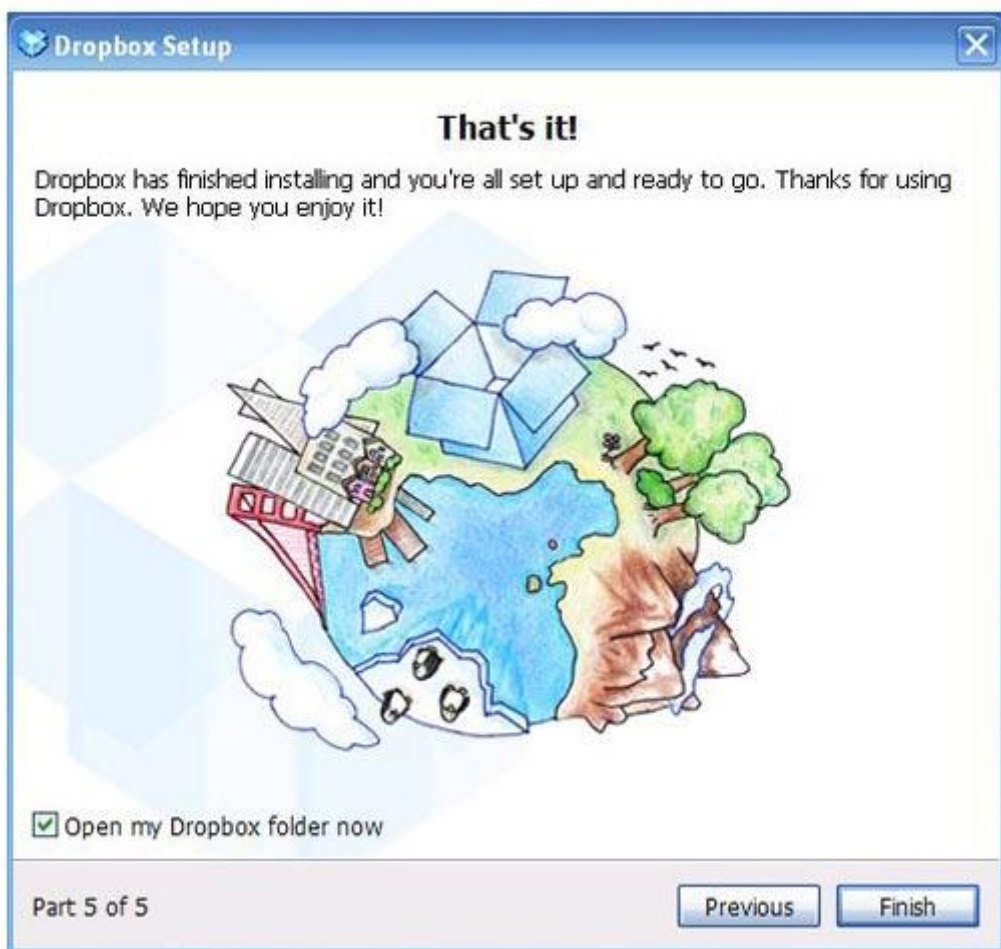 Dropbox Setup
That's it!
Dropbox has finished installing and you're all set up and ready to go. Thanks for using
Dropbox. We hope you enjoy it!
Open my Dropbox folder now
Part 5 of 5
Previous
Finish